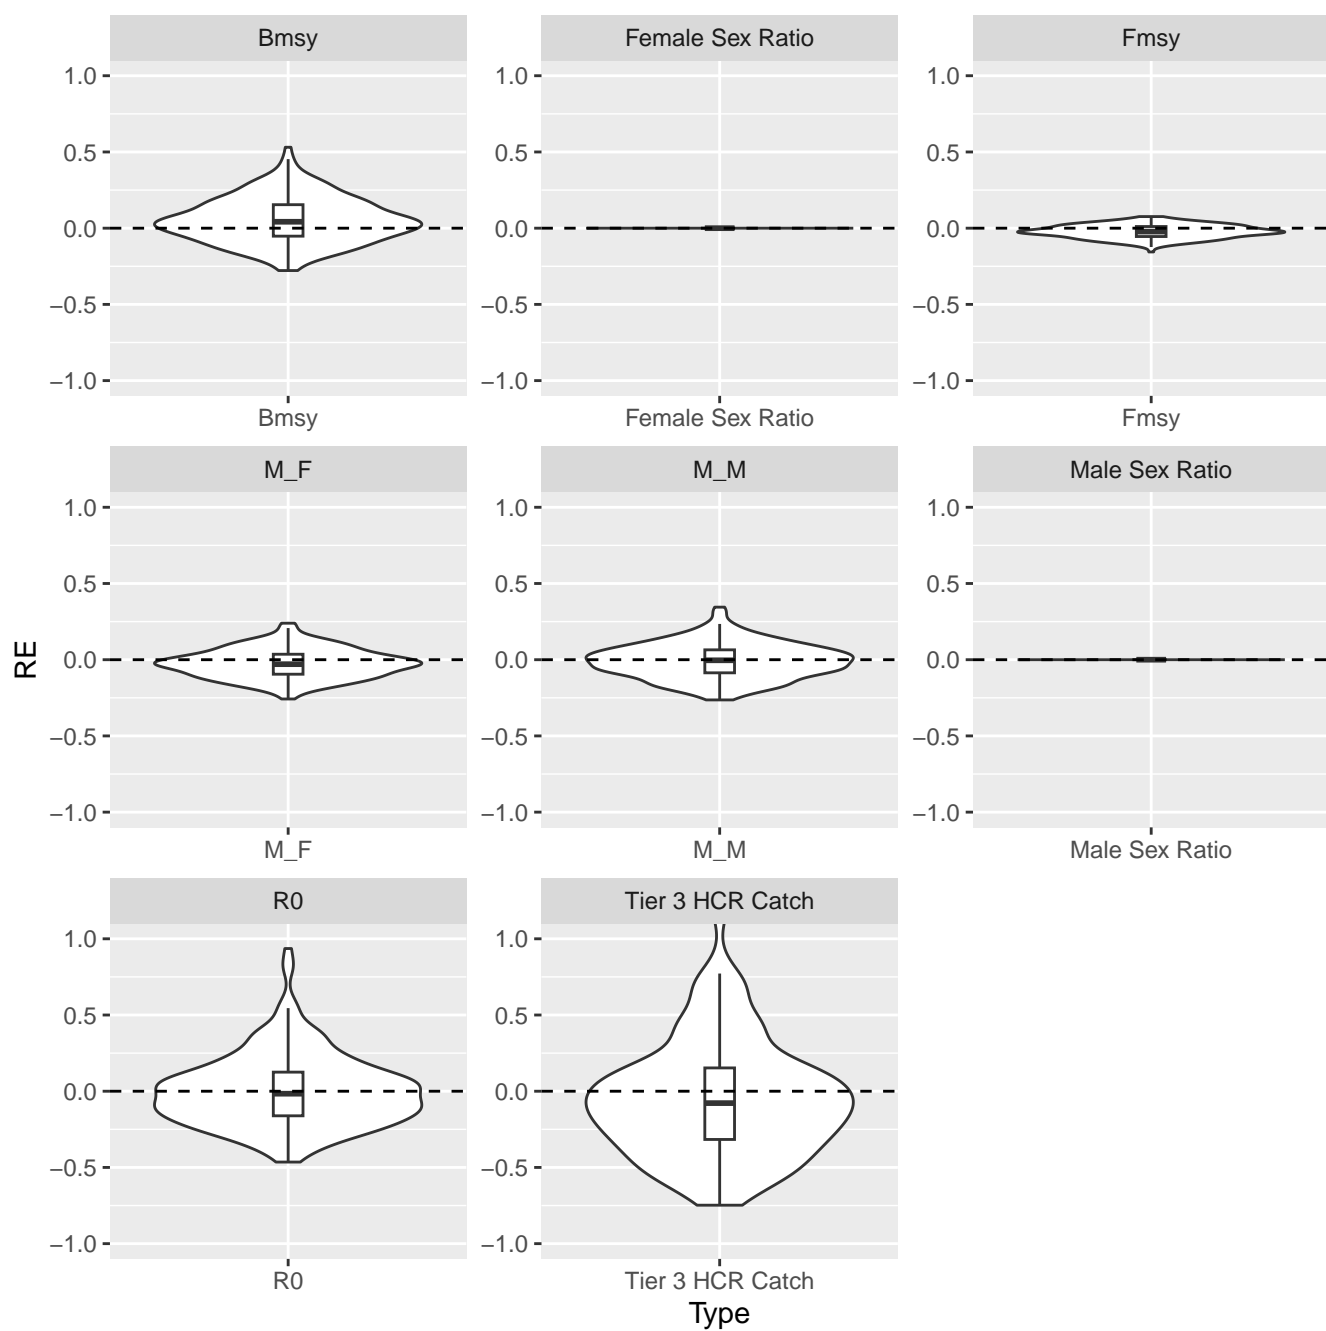 Bmsy Female Sex Ratio Fmsy
1.0 1.0 1.0
0.5 0.5 0.5
0.0 0.0 0.0
−0.5 −0.5 −0.5
−1.0 −1.0 −1.0
Bmsy Female Sex Ratio Fmsy
M_F M_M Male Sex Ratio
1.0 1.0 1.0
0.5 0.5 0.5
RE
0.0 0.0 0.0
−0.5 −0.5 −0.5
−1.0 −1.0 −1.0
M_F M_M Male Sex Ratio
R0 Tier 3 HCR Catch
1.0 1.0
0.5 0.5
0.0 0.0
−0.5 −0.5
−1.0 −1.0
R0 Tier 3 HCR Catch
Type